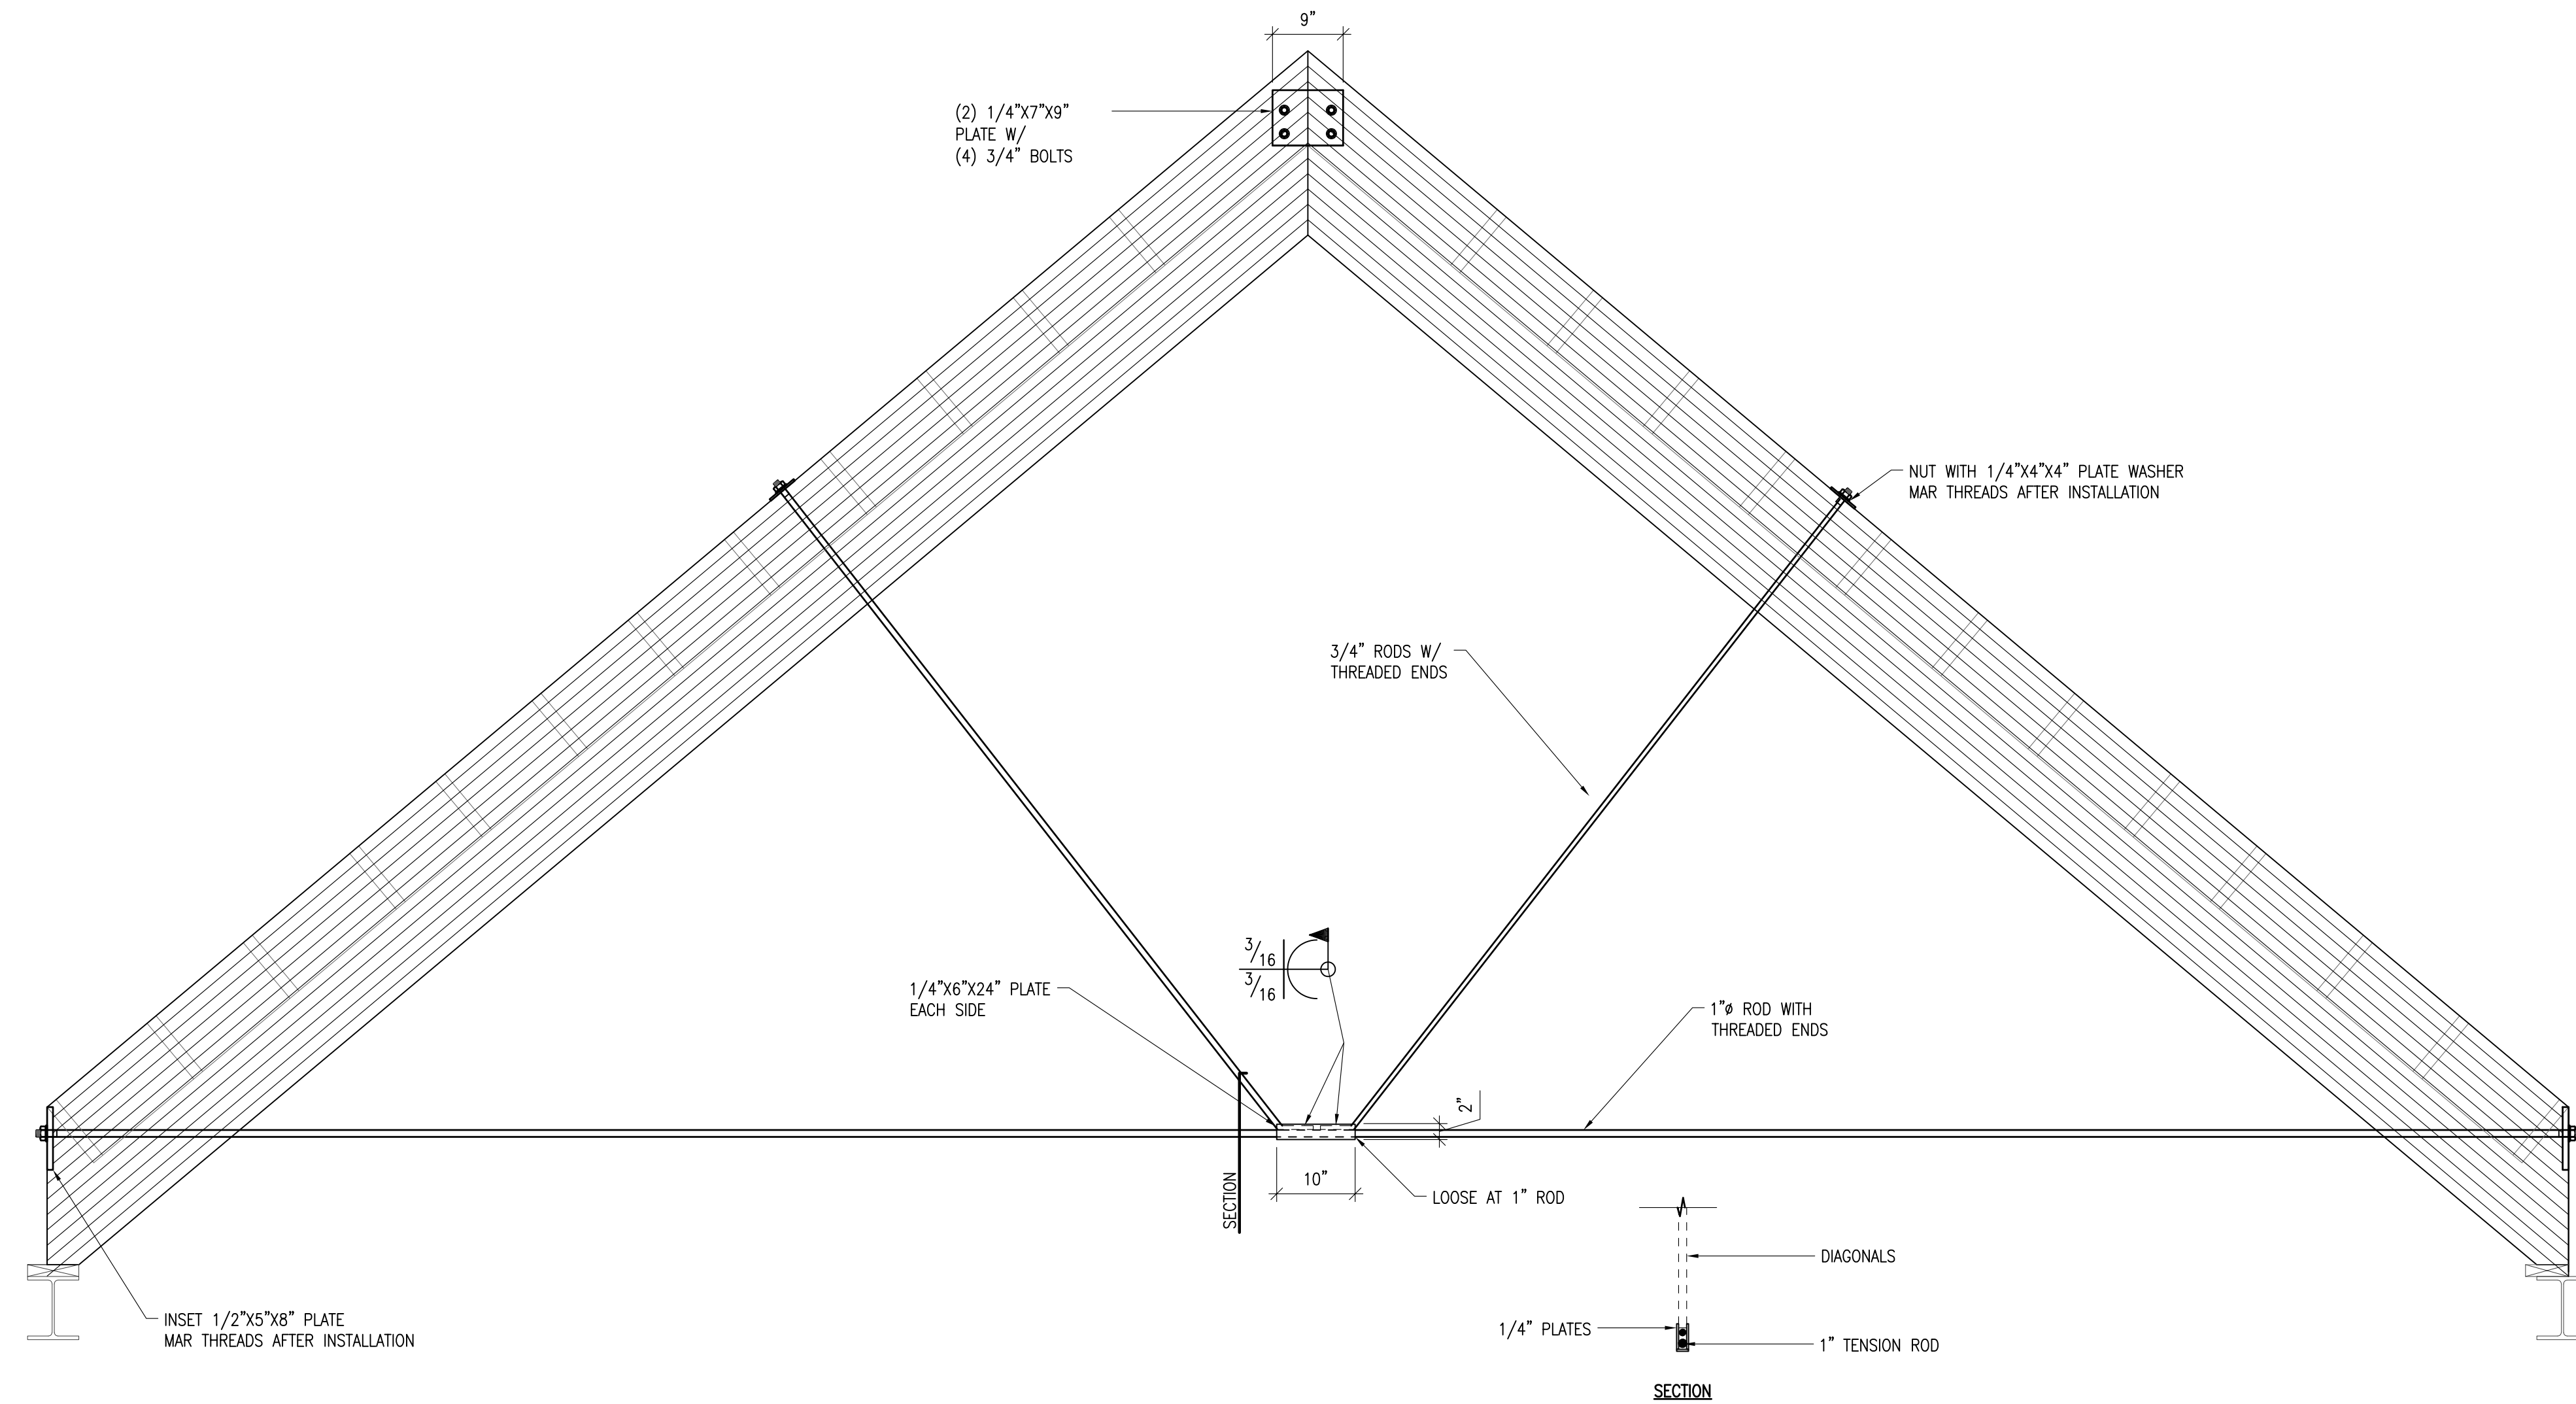 9”
(2) 1/4”X7”X9”
PLATE W/
(4) 3/4” BOLTS
NUT WITH 1/4”X4”X4” PLATE WASHER
MAR THREADS AFTER INSTALLATION
3/4” RODS W/
THREADED ENDS
3/16
3/16
1/4”X6”X24” PLATE
EACH SIDE
1”ø ROD WITH
THREADED ENDS
2”
10”
SECTION
LOOSE AT 1” ROD
DIAGONALS
INSET 1/2”X5”X8” PLATE
MAR THREADS AFTER INSTALLATION
1/4” PLATES
1” TENSION ROD
SECTION